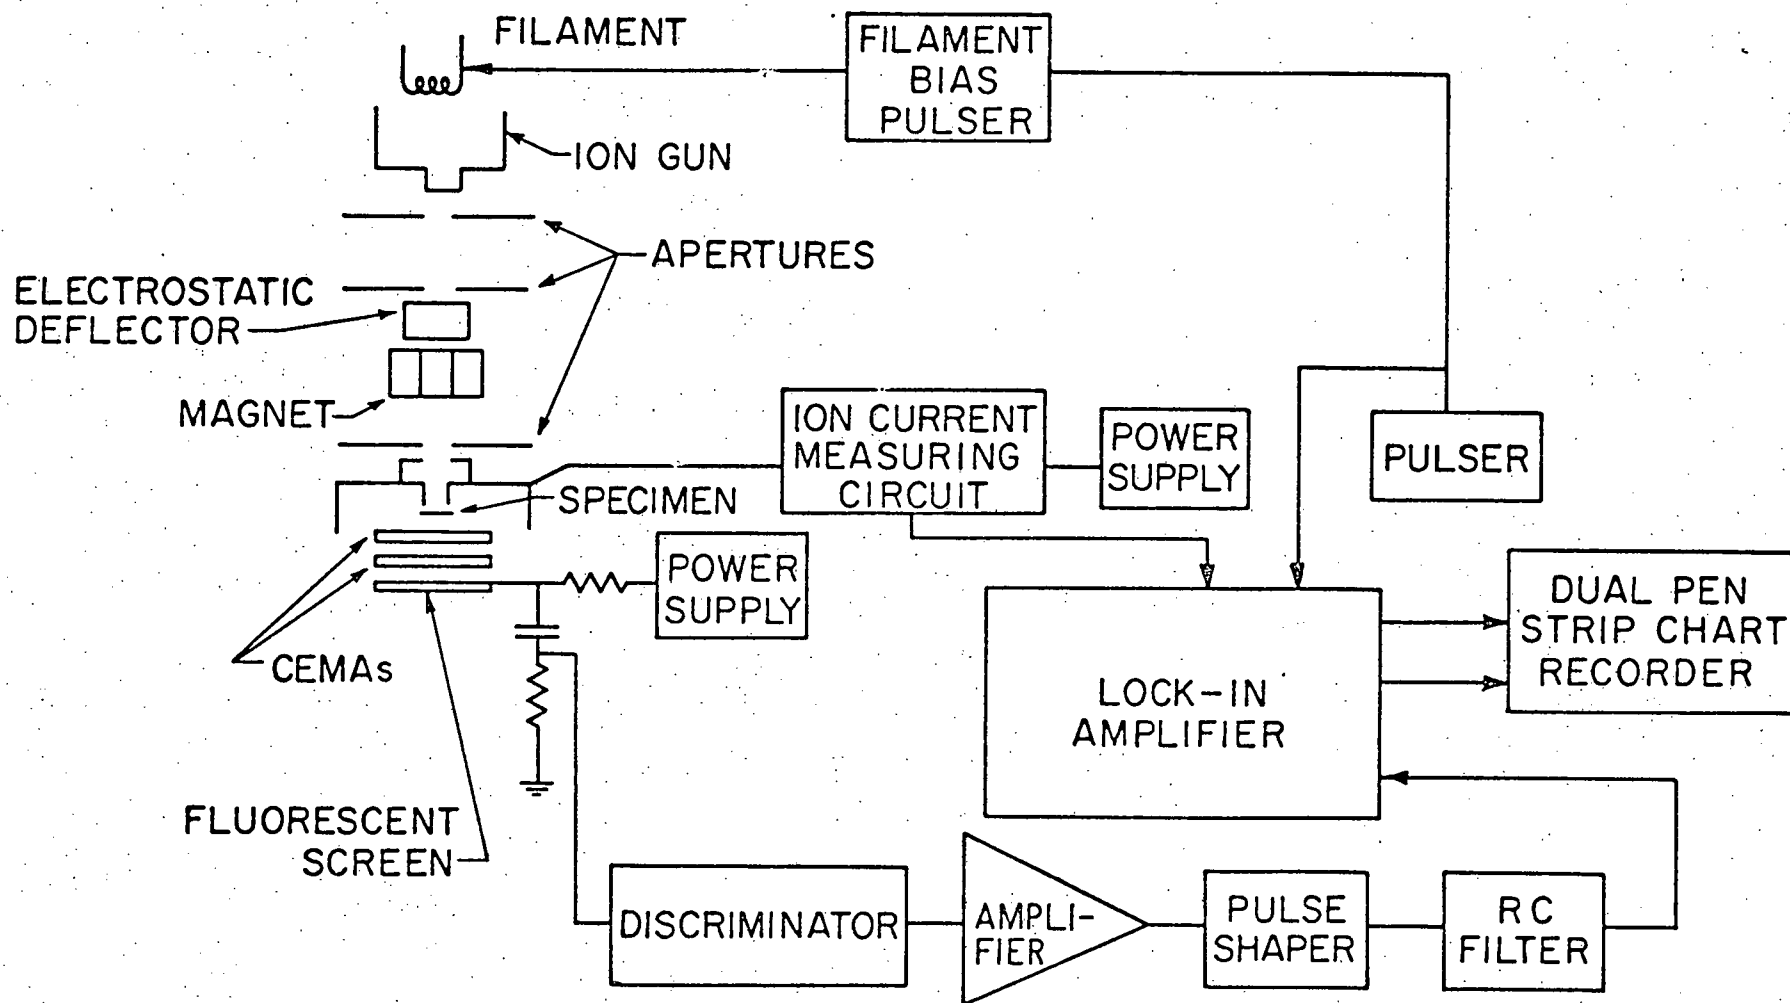 FILAMENT
FILAMENT
BIAS
PULSER
ION GUN
APERTURES
ELECTROSTATIC
DEFLECTOR
MAGNET
ION CURRENT
MEASURING
CIRCUIT
POWER
SUPPLY
PULSER
SPECIMEN
POWER
SUPPLY
CEMAs
DUAL PEN
STRIP CHART
RECORDER
LOCK-IN
AMPLIFIER
FLUORESCENT
SCREEN
DISCRIMINATOR
AMPLI-
FIER
PULSE
SHAPER
RC
FILTER